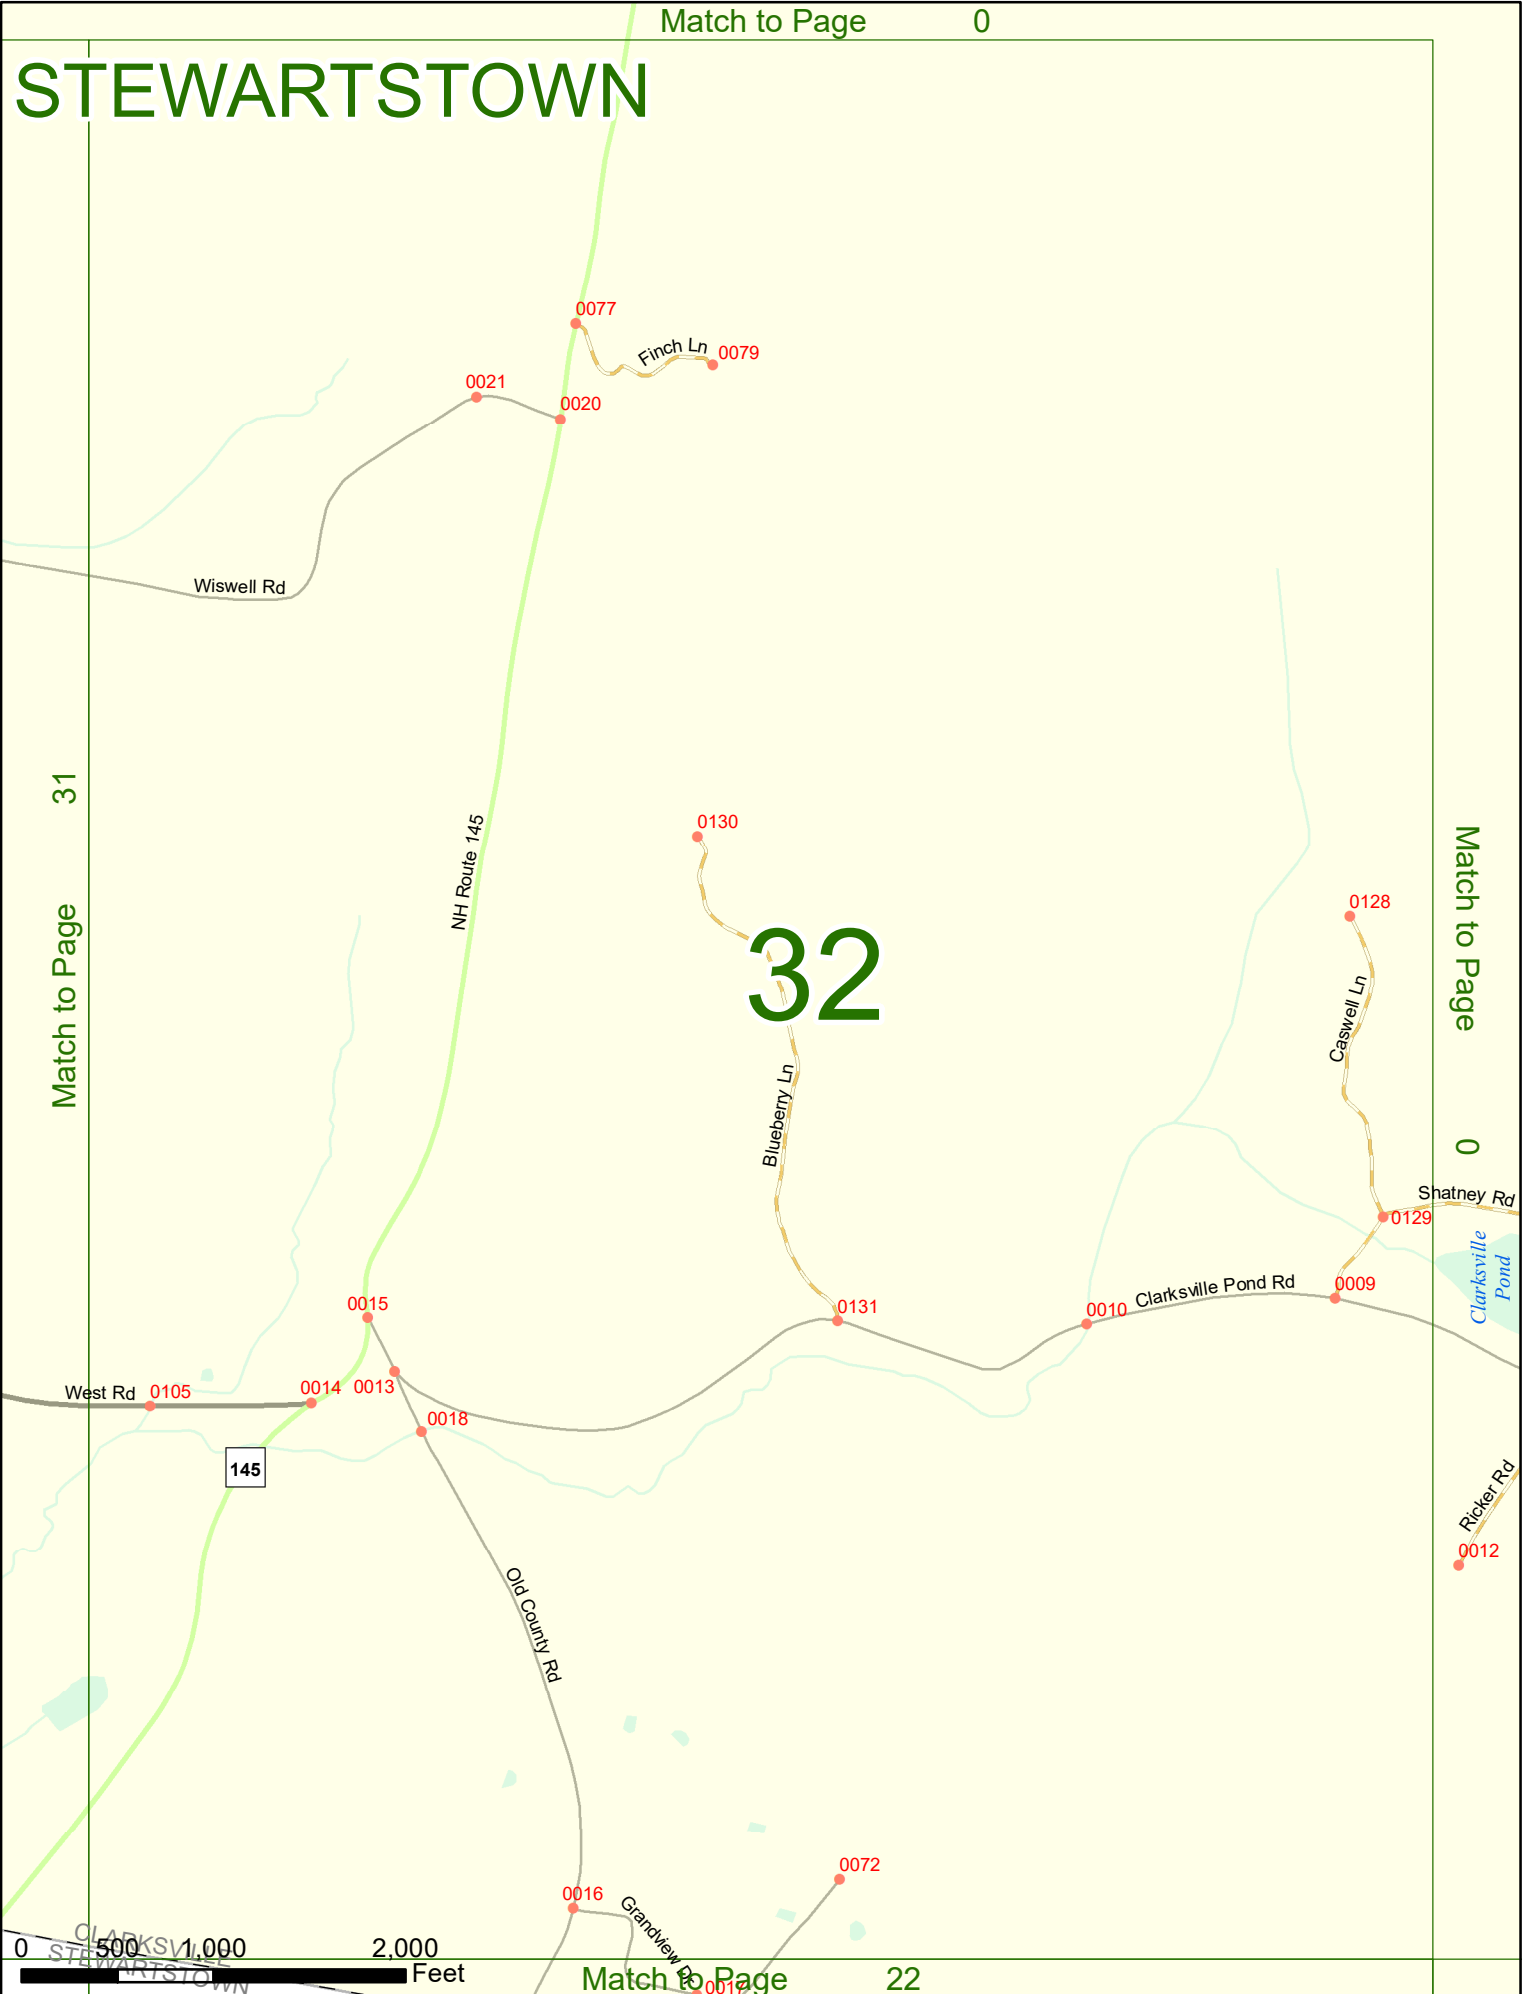 Match to Page 0
STEWARTSTOWN
0077
Finch Ln
0079
0021
0020
Wiswell Rd
Match to Page 31
NH Route 145
0130
32
0128
Match to Page 0
Caswell Ln
Blueberry Ln
Shatney Rd
0129
Clarksville
Pond
Clarksville Pond Rd
0009
0010
0131
0015
West Rd
0105
0014
0013
0018
145
Ricker Rd
0012
Old County Rd
0072
0016
Grandview Dr
0017
CLARKSVILLE
STEWARTSTOWN
0 500 1,000 2,000
Feet
Match to Page 22